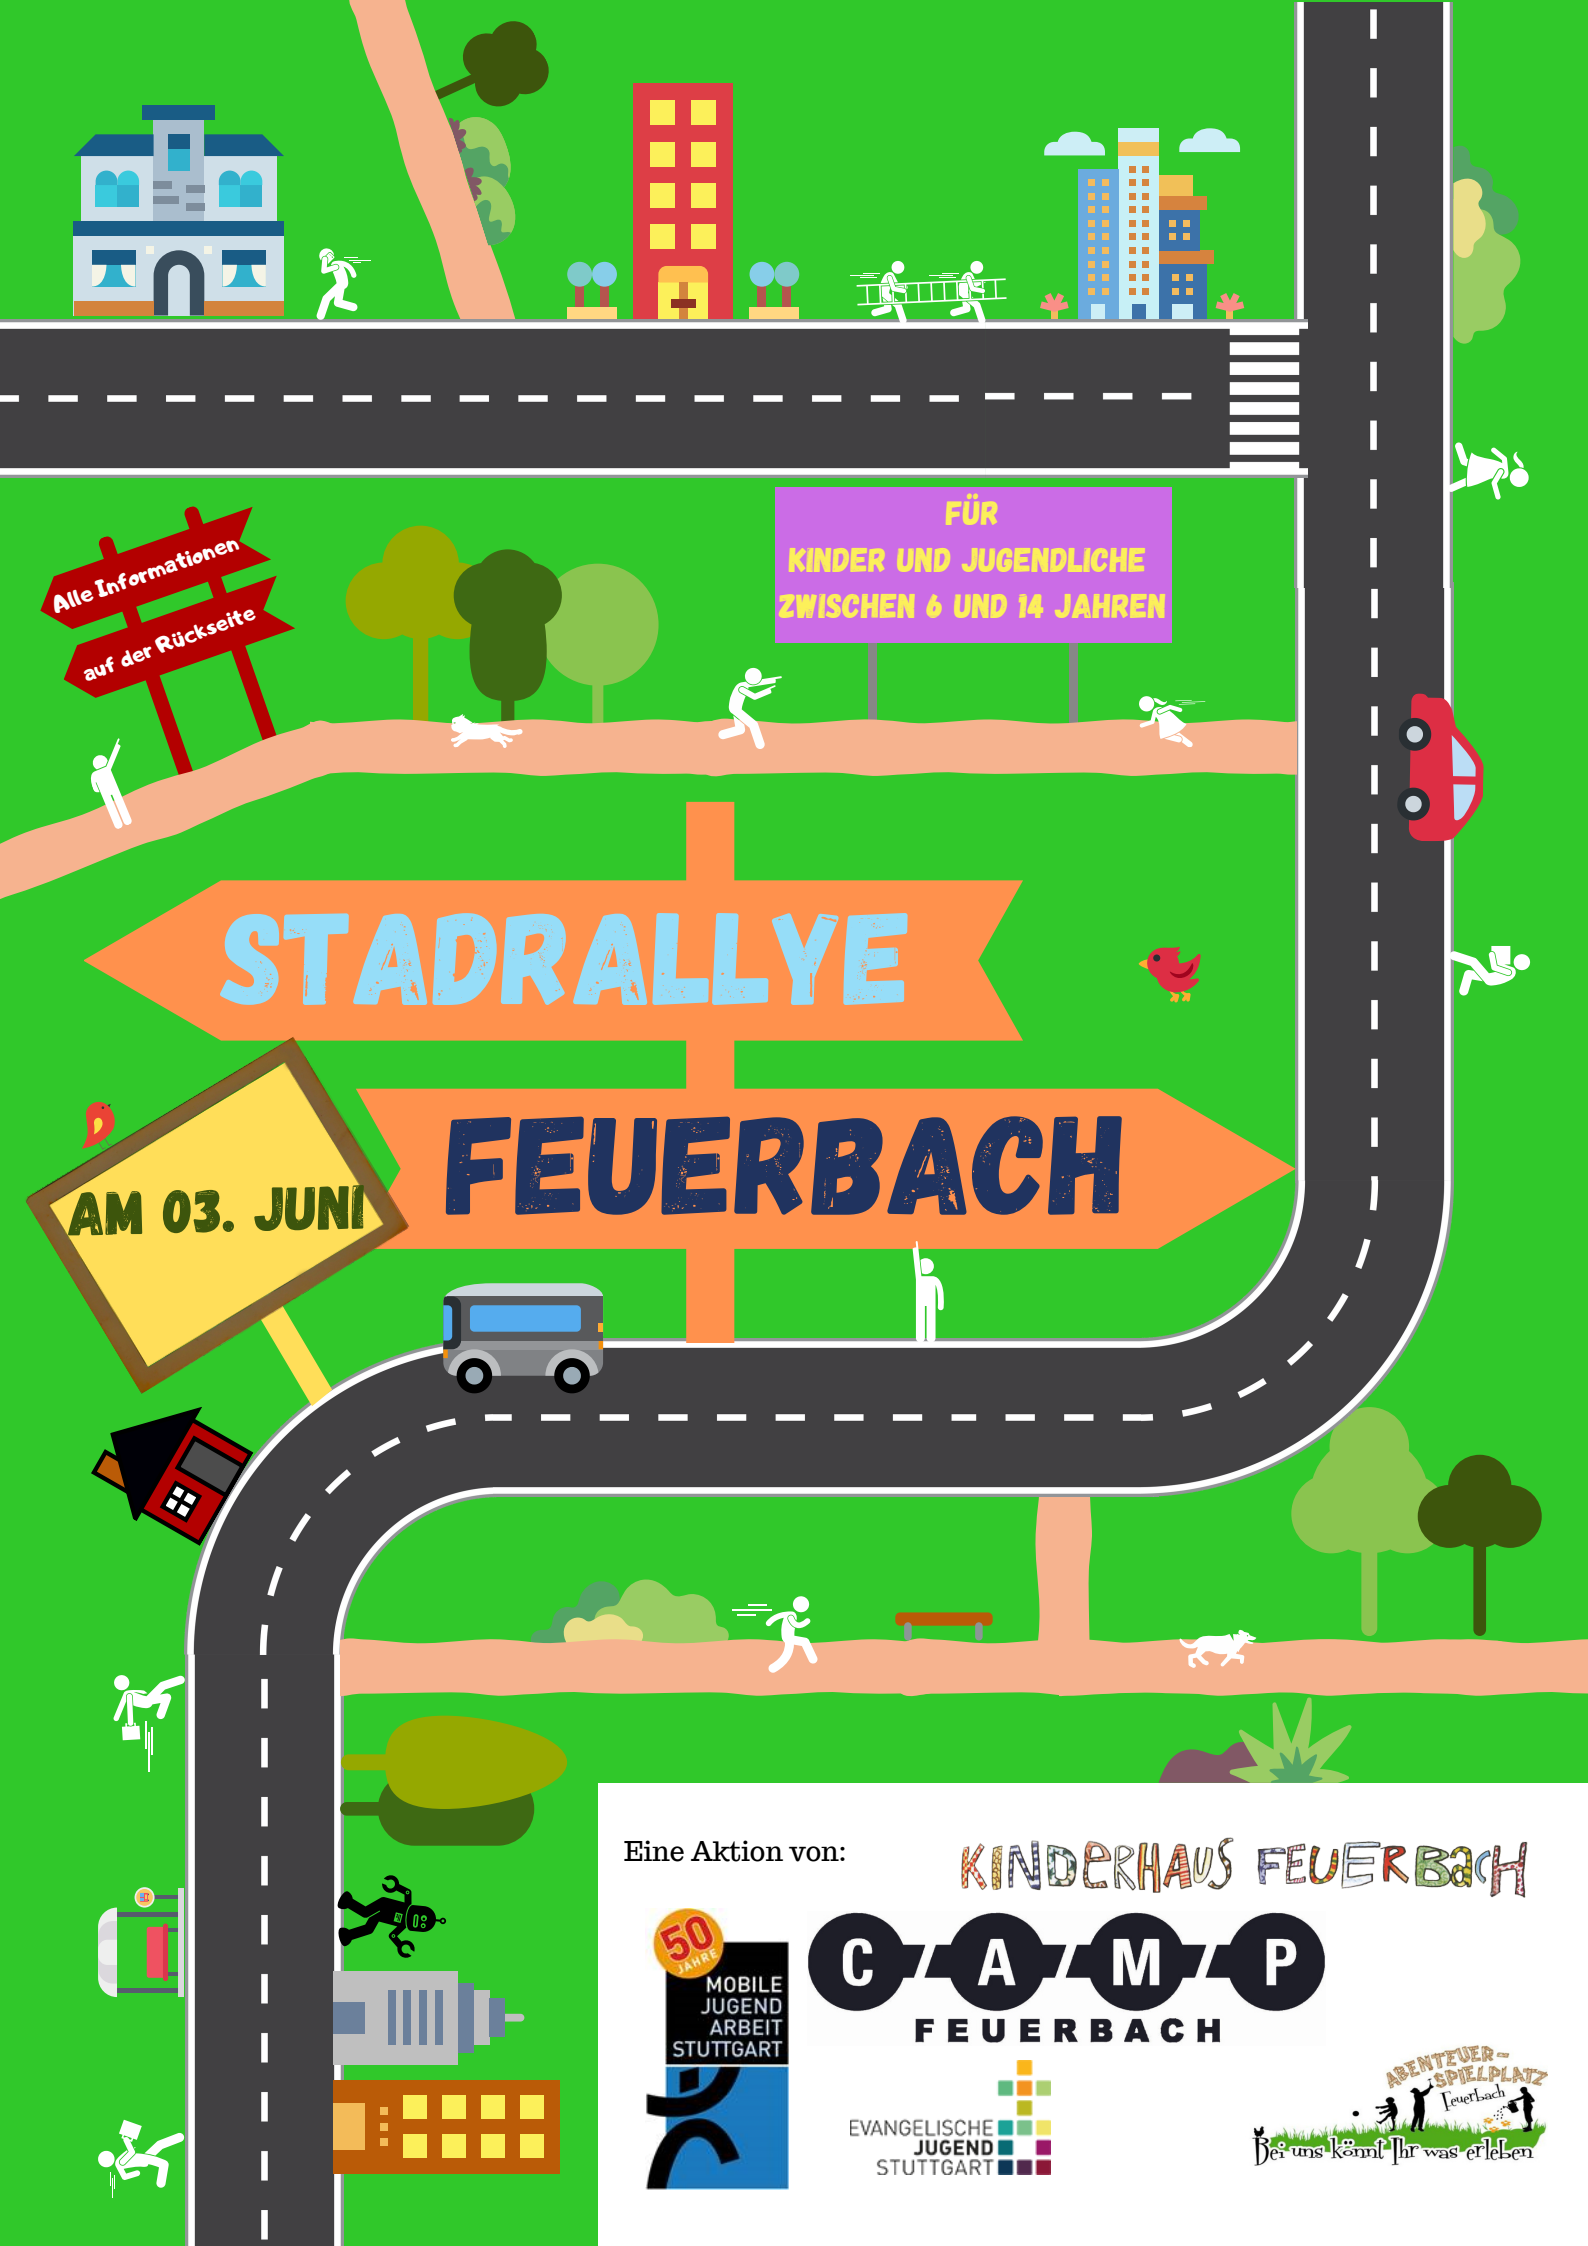 FÜR
KINDER UND JUGENDLICHE
ZWISCHEN 6 UND 14 JAHREN
Alle Informationen
auf der Rückseite
STADRALLYE
FEUERBACH
AM 03. JUNI
Eine Aktion von:
KINDERHAUS FEUERBacH
50
JAHRE
MOBILE
JUGEND
ARBEIT
STUTTGART
C/A/M/P
FEUERBACH
EVANGELISCHE
JUGEND
STUTTGART
ABENTEUER-
SPIELPLATZ
Feuerbach
Bei uns könnt Ihr was erleben